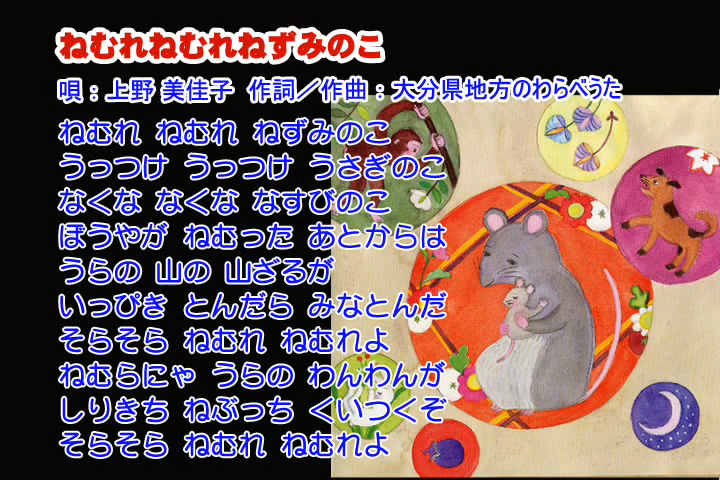 ねむれねむれねずみのこ
唄：上野 美佳子 作詞／作曲：大分県地方のわらべうた
ねむれ ねむれ ねずみのこ
うっつけ うっつけ うさぎのこ
なくな なくな なすびのこ
ぼうやが ねむった あとからは
うらの 山の 山ざるが
いっぴき とんだら みなとんだ
そらそら ねむれ ねむれよ
ねむらにゃ うらの わんわんが
しりきち ねぶっち くいつくぞ
そらそら ねむれ ねむれよ